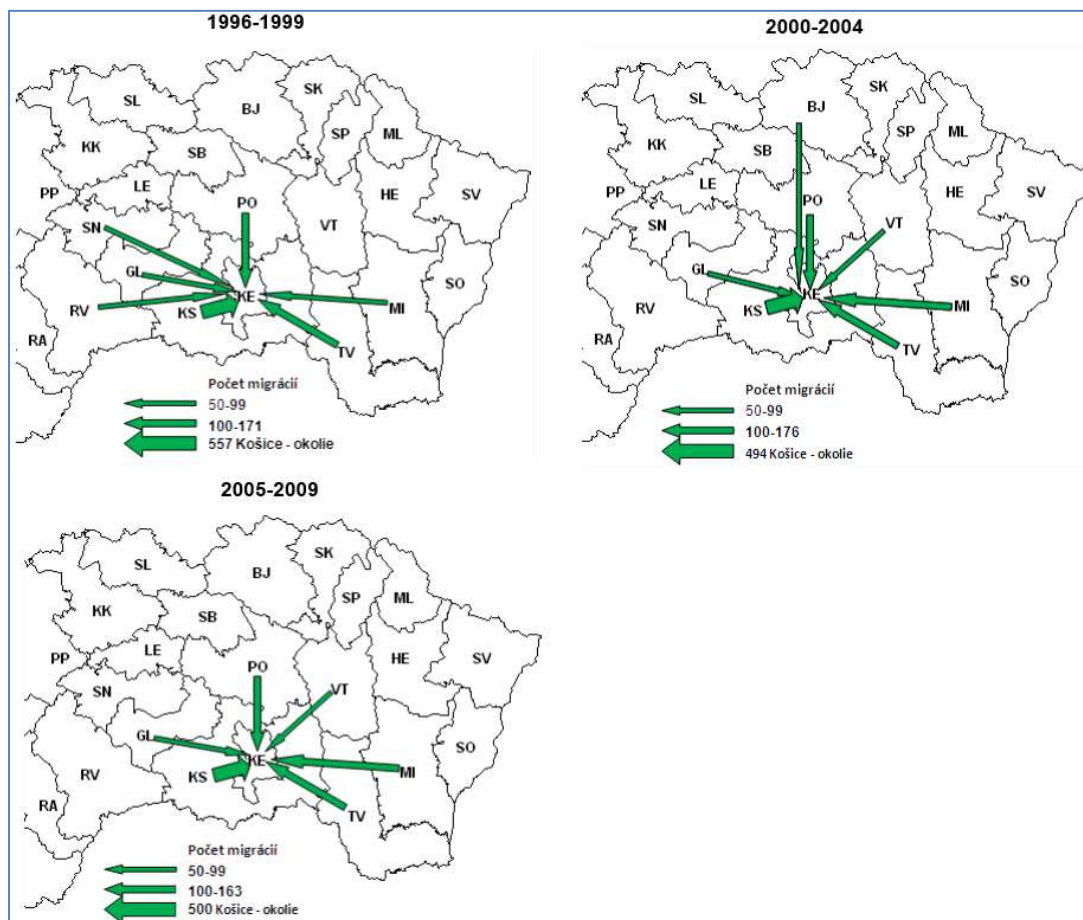 1996-1999
SK
SL
BJ
SP
ML
KK
SB
LE
HE
PP
SV
PO
SN
VT
GL
SO
KE
RV
KS
MI
RA
TV
Počet migrácií
50-99
100-171
557 Košice - okolie
2000-2004
SK
SL
BJ
SP
ML
KK
SB
LE
HE
PP
SV
PO
SN
VT
GL
SO
KE
RV
KS
MI
RA
TV
Počet migrácií
50-99
100-176
494 Košice - okolie
2005-2009
SK
SL
BJ
SP
ML
KK
SB
LE
HE
PP
SV
PO
SN
VT
GL
SO
KE
RV
KS
MI
RA
TV
Počet migrácií
50-99
100-163
500 Košice - okolie